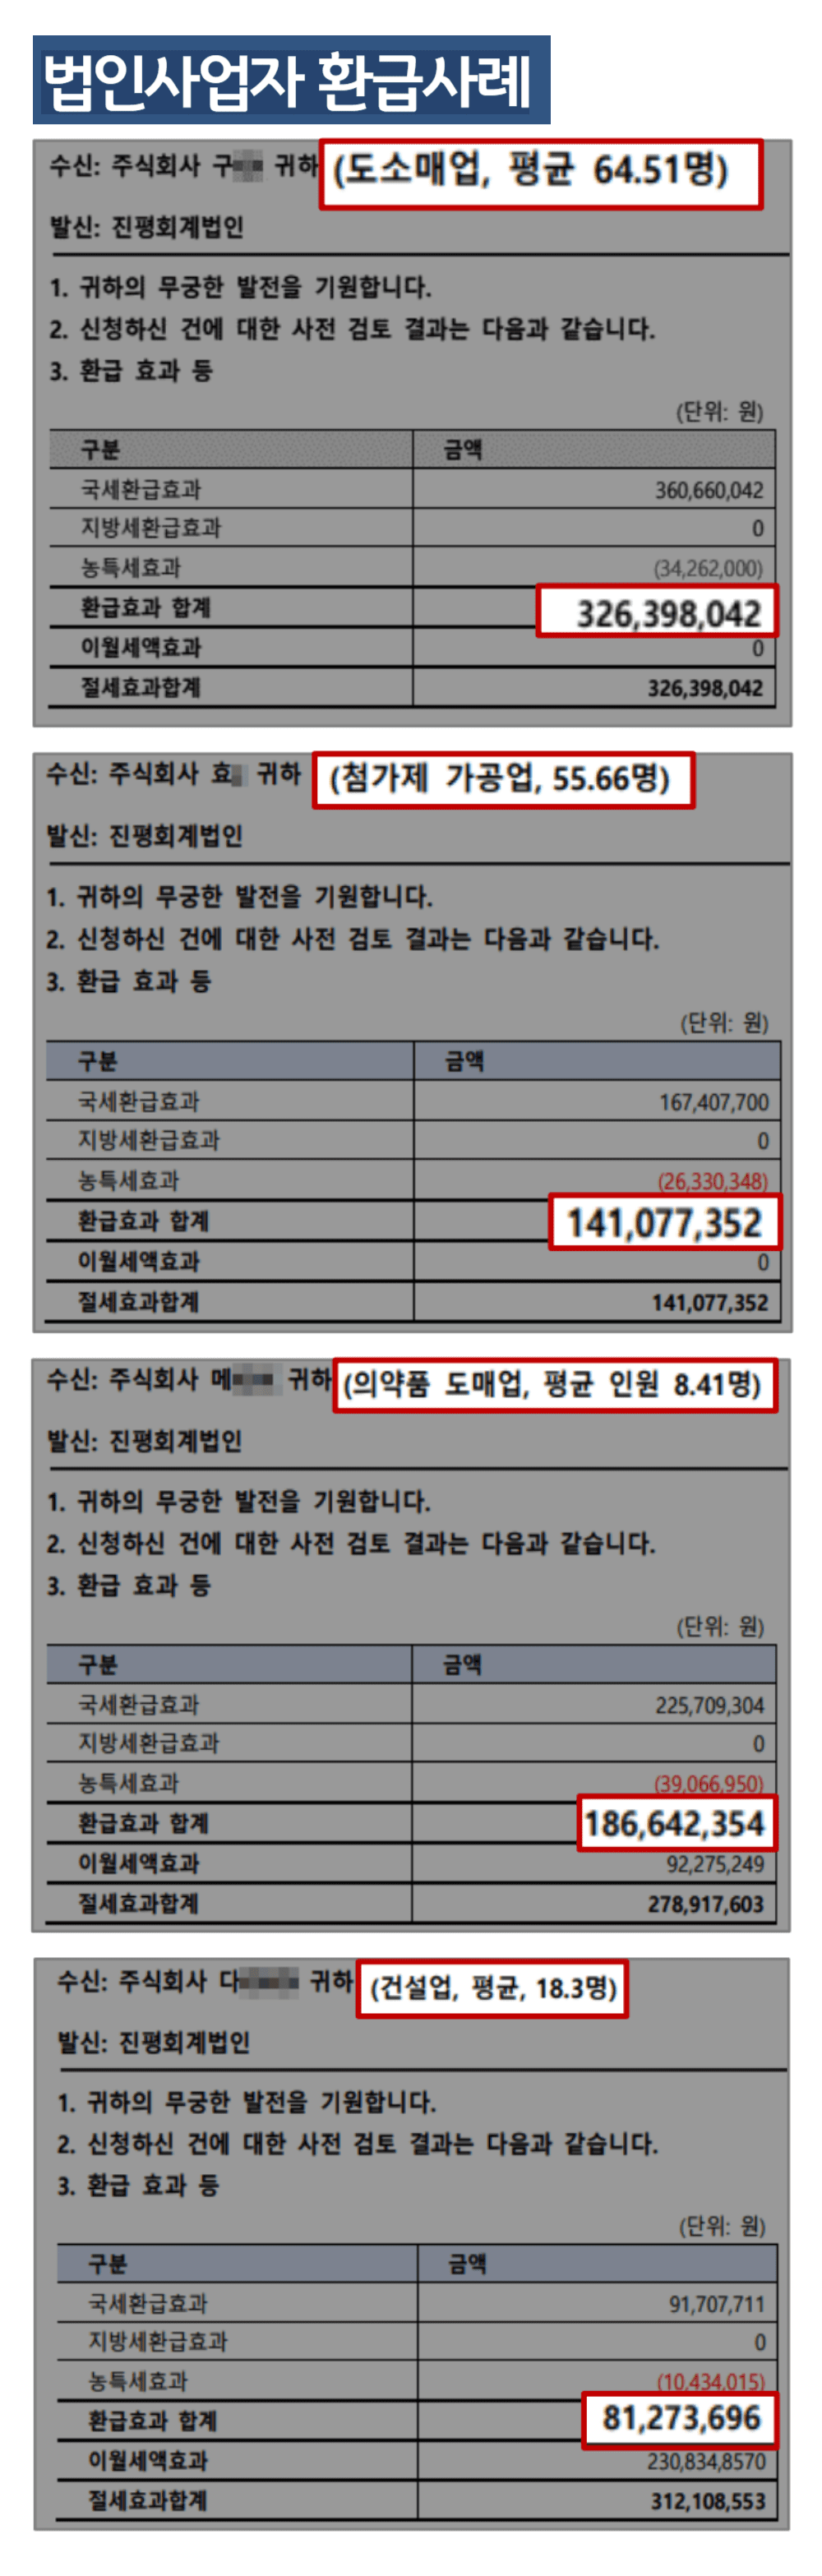 법인사업자 환급사례
수신: 주식회사 구 귀하 (도소매업, 평균 64.51명)
발신: 진평회계법인
1. 귀하의 무궁한 발전을 기원합니다.
2. 신청하신 건에 대한 사전 검토 결과는 다음과 같습니다.
3. 환급 효과 등
(단위: 원)
구분 금액
국세환급효과 360,660,042
지방세환급효과 0
농특세효과 (34,262,000)
환급효과 합계 326,398,042
이월세액효과 0
절세효과합계 326,398,042
수신: 주식회사 효 귀하 (첨가제 가공업, 55.66명)
발신: 진평회계법인
1. 귀하의 무궁한 발전을 기원합니다.
2. 신청하신 건에 대한 사전 검토 결과는 다음과 같습니다.
3. 환급 효과 등
(단위: 원)
구분 금액
국세환급효과 167,407,700
지방세환급효과 0
농특세효과 (26,330,348)
환급효과 합계 141,077,352
이월세액효과 0
절세효과합계 141,077,352
수신: 주식회사 메 귀하 (의약품 도매업, 평균 인원 8.41명)
발신: 진평회계법인
1. 귀하의 무궁한 발전을 기원합니다.
2. 신청하신 건에 대한 사전 검토 결과는 다음과 같습니다.
3. 환급 효과 등
(단위: 원)
구분 금액
국세환급효과 225,709,304
지방세환급효과 0
농특세효과 (39,066,950)
환급효과 합계 186,642,354
이월세액효과 92,275,249
절세효과합계 278,917,603
수신: 주식회사 다 귀하 (건설업, 평균, 18.3명)
발신: 진평회계법인
1. 귀하의 무궁한 발전을 기원합니다.
2. 신청하신 건에 대한 사전 검토 결과는 다음과 같습니다.
3. 환급 효과 등
(단위: 원)
구분 금액
국세환급효과 91,707,711
지방세환급효과 0
농특세효과 (10,434,015)
환급효과 합계 81,273,696
이월세액효과 230,834,8570
절세효과합계 312,108,553